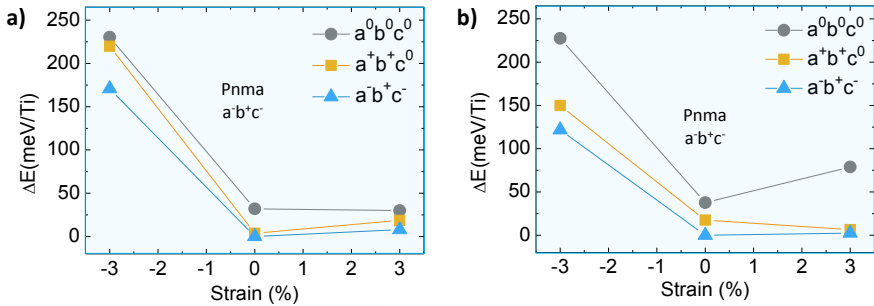 a)
250
200
150
100
50
0
ΔE(meV/Ti)
a⁰b⁰c⁰
a⁺b⁺c⁰
a⁻b⁺c⁻
Pnma
a⁻b⁺c⁻
-3 -2 -1 0 1 2 3
Strain (%)
b)
250
200
150
100
50
0
ΔE(meV/Ti)
a⁰b⁰c⁰
a⁺b⁺c⁰
a⁻b⁺c⁻
Pnma
a⁻b⁺c⁻
-3 -2 -1 0 1 2 3
Strain (%)